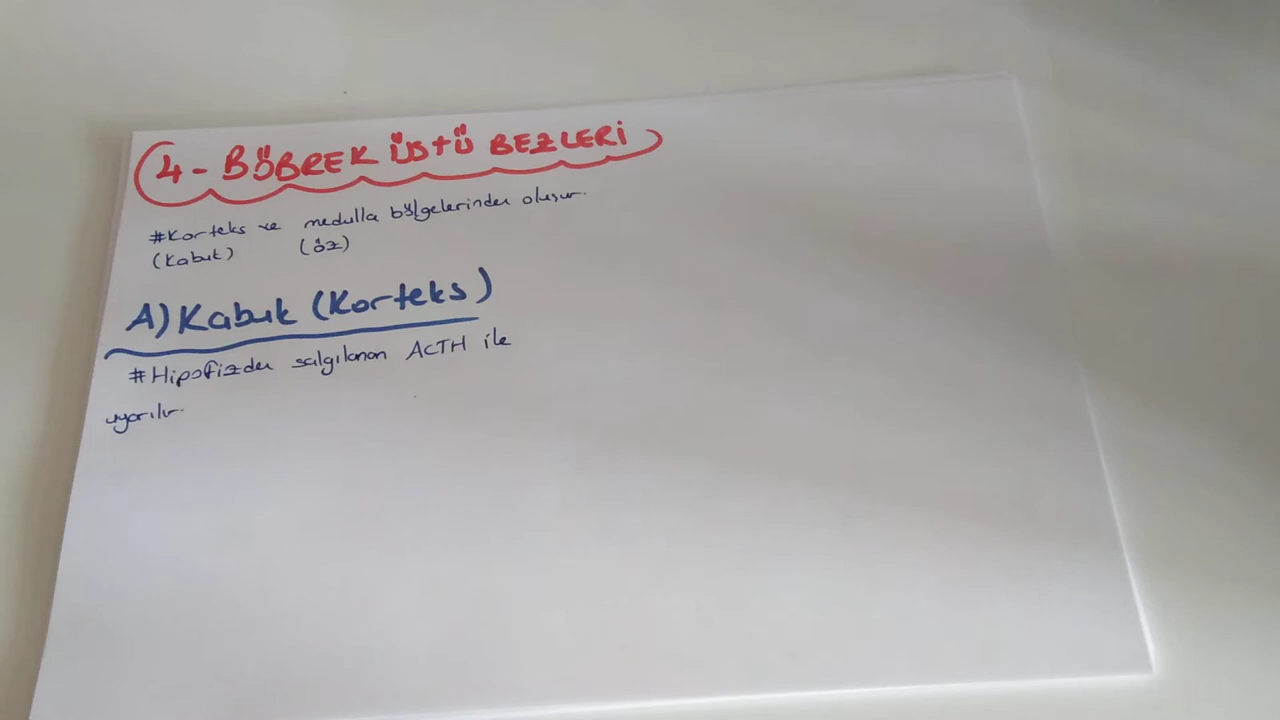 4- BÖBREK ÜSTÜ BEZLERİ
#Korteks ve medulla bölgelerinden oluşur.
(Kabuk) (öz)
A) Kabuk (Korteks)
#Hipofizden salgılanan ACTH ile
uyarılır.